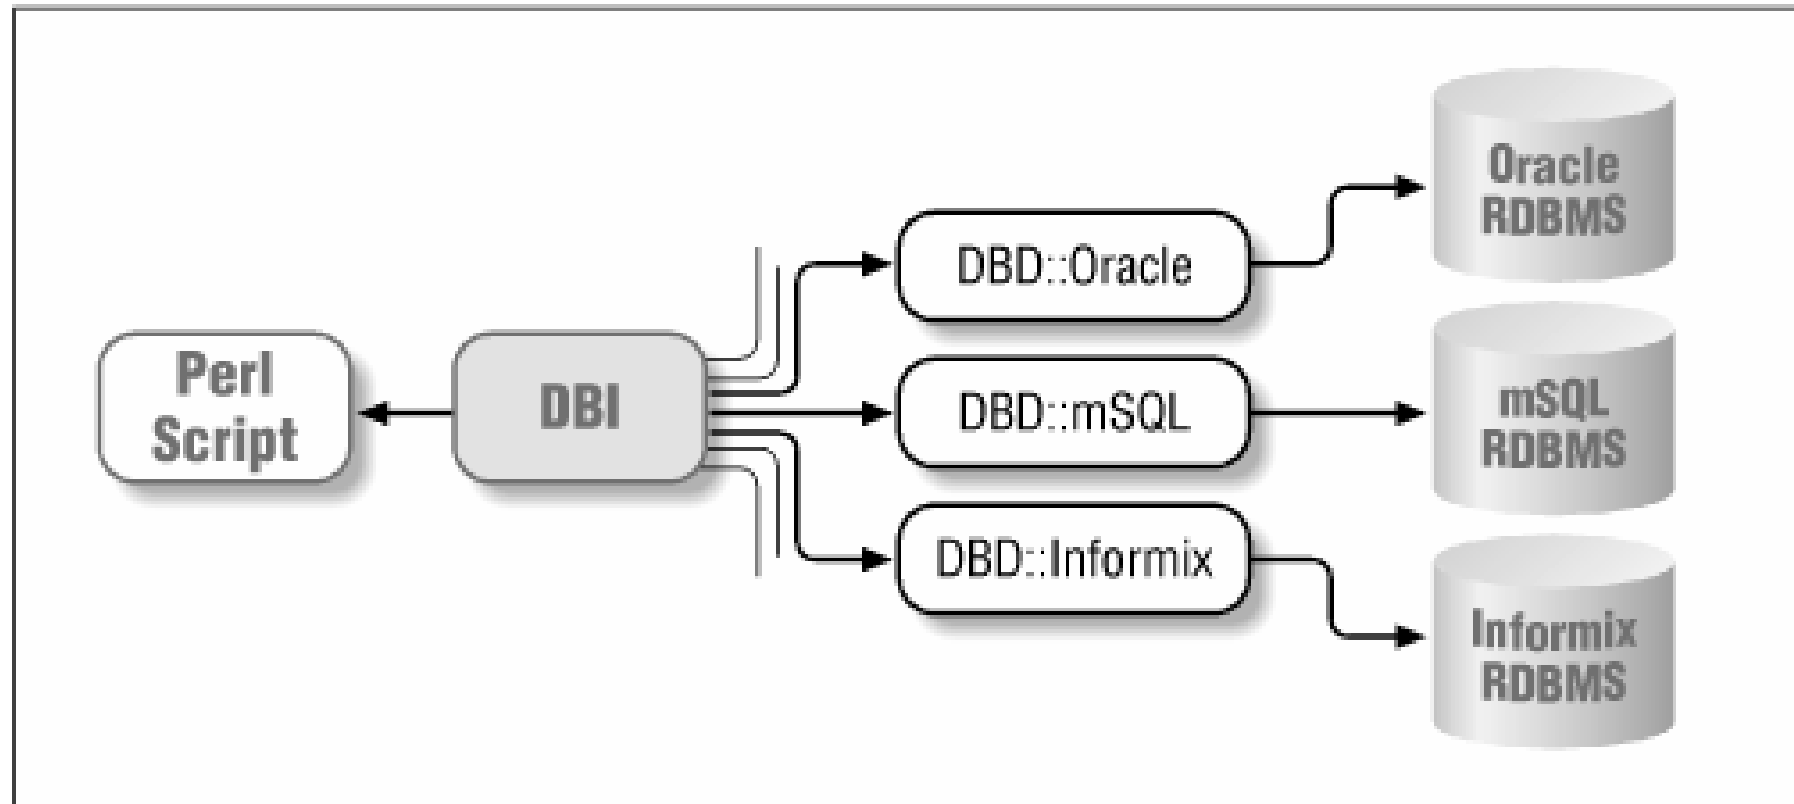 Perl
Script
DBI
DBD::Oracle
DBD::mSQL
DBD::Informix
Oracle
RDBMS
mSQL
RDBMS
Informix
RDBMS